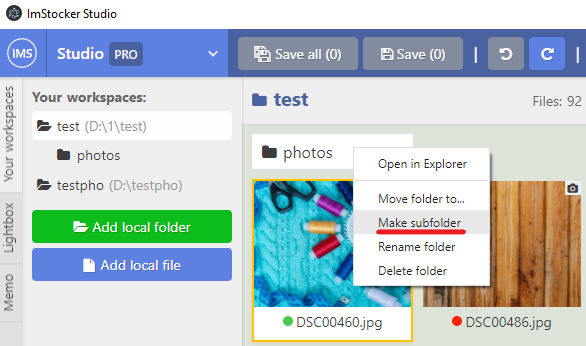 ImStocker Studio
IMS Studio PRO Save all (0) Save (0)
Your workspaces:
test (D:\1\test)
photos
testpho (D:\testpho)
Add local folder
Add local file
Your workspaces
Lightbox
Memo
test Files: 92
photos
Open in Explorer
Move folder to...
Make subfolder
Rename folder
Delete folder
DSC00460.jpg
DSC00486.jpg